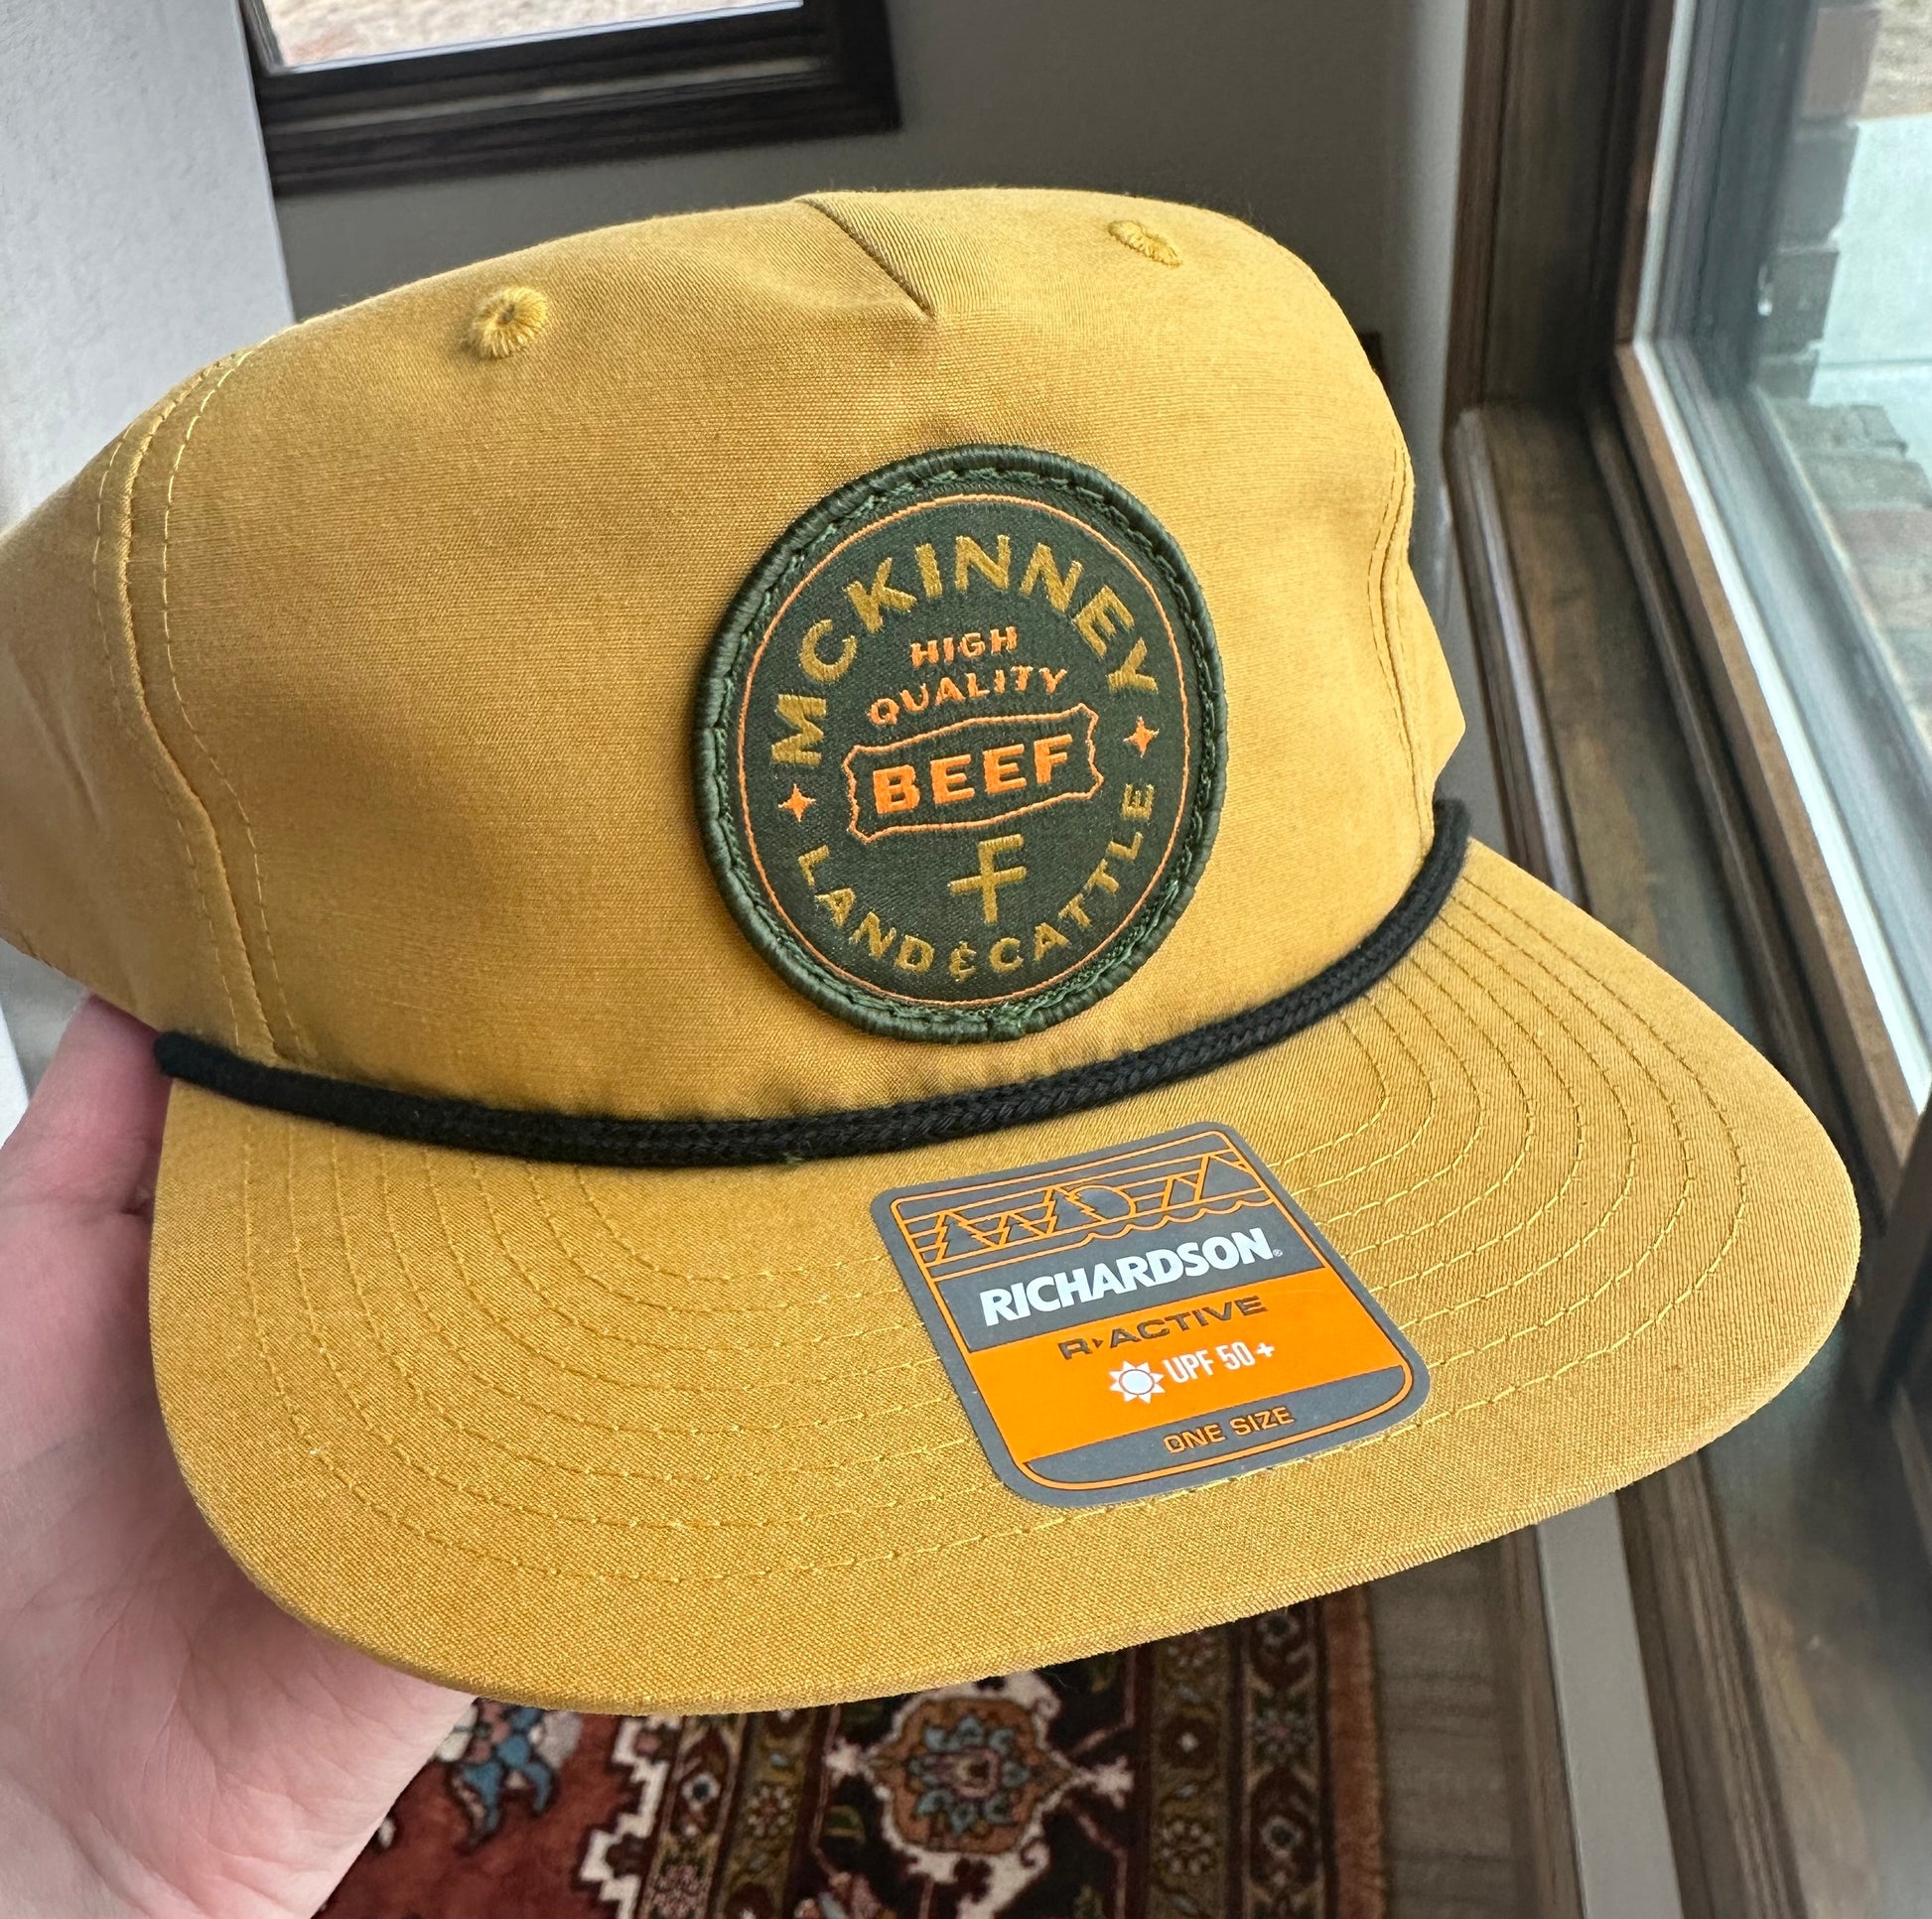 MCKINNEY
HIGH
QUALITY
BEEF
F
LAND & CATTLE
RICHARDSON®
R▸ACTIVE
UPF 50+
ONE SIZE